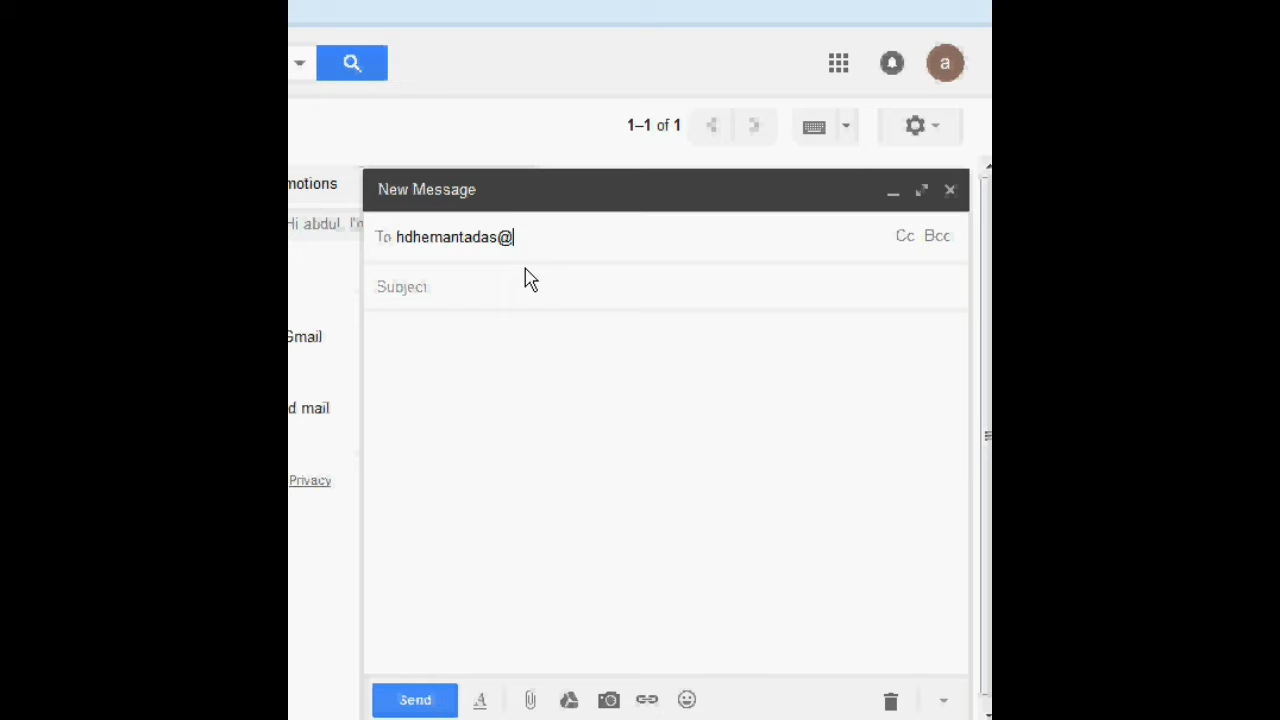 a
1–1 of 1
motions
New Message
Hi abdul, I'm
To hdhemantadas@
Cc Bcc
Subject
Gmail
d mail
Privacy
Send
A